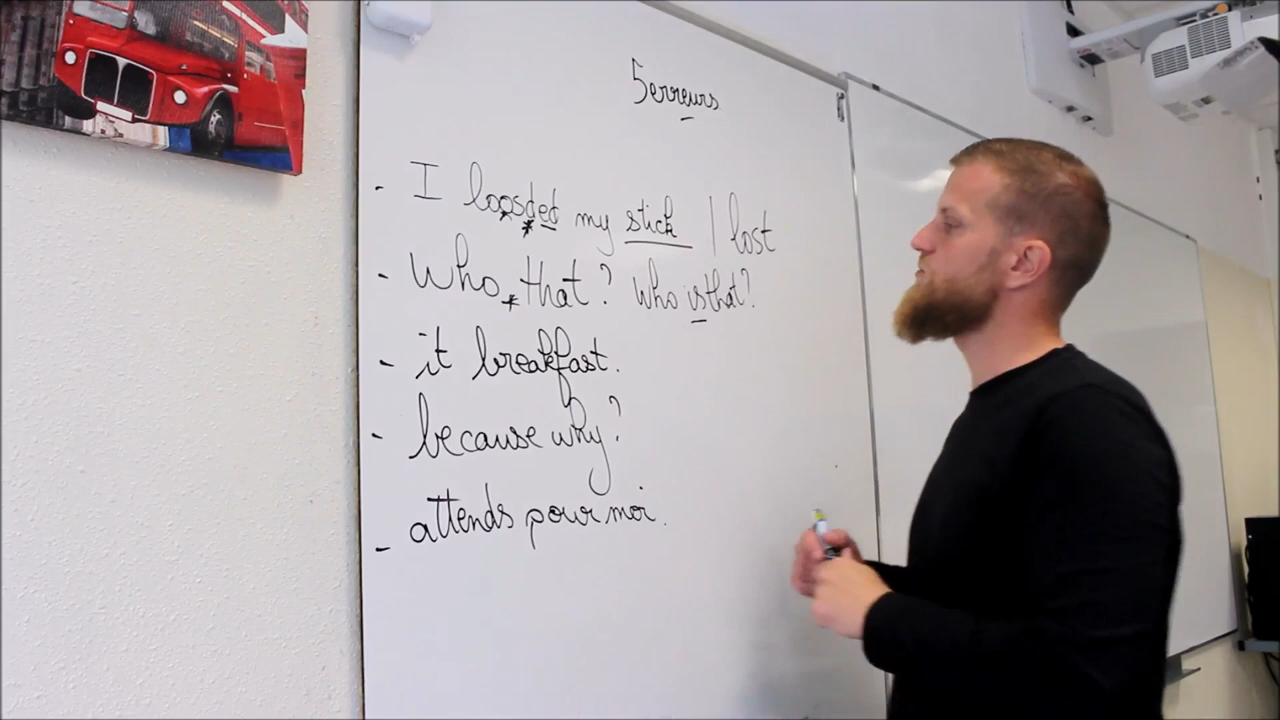 5 erreurs
- I loosded my stick | lost
- Who * that? who is that?
- it breakfast.
- because why?
- attends pour moi.